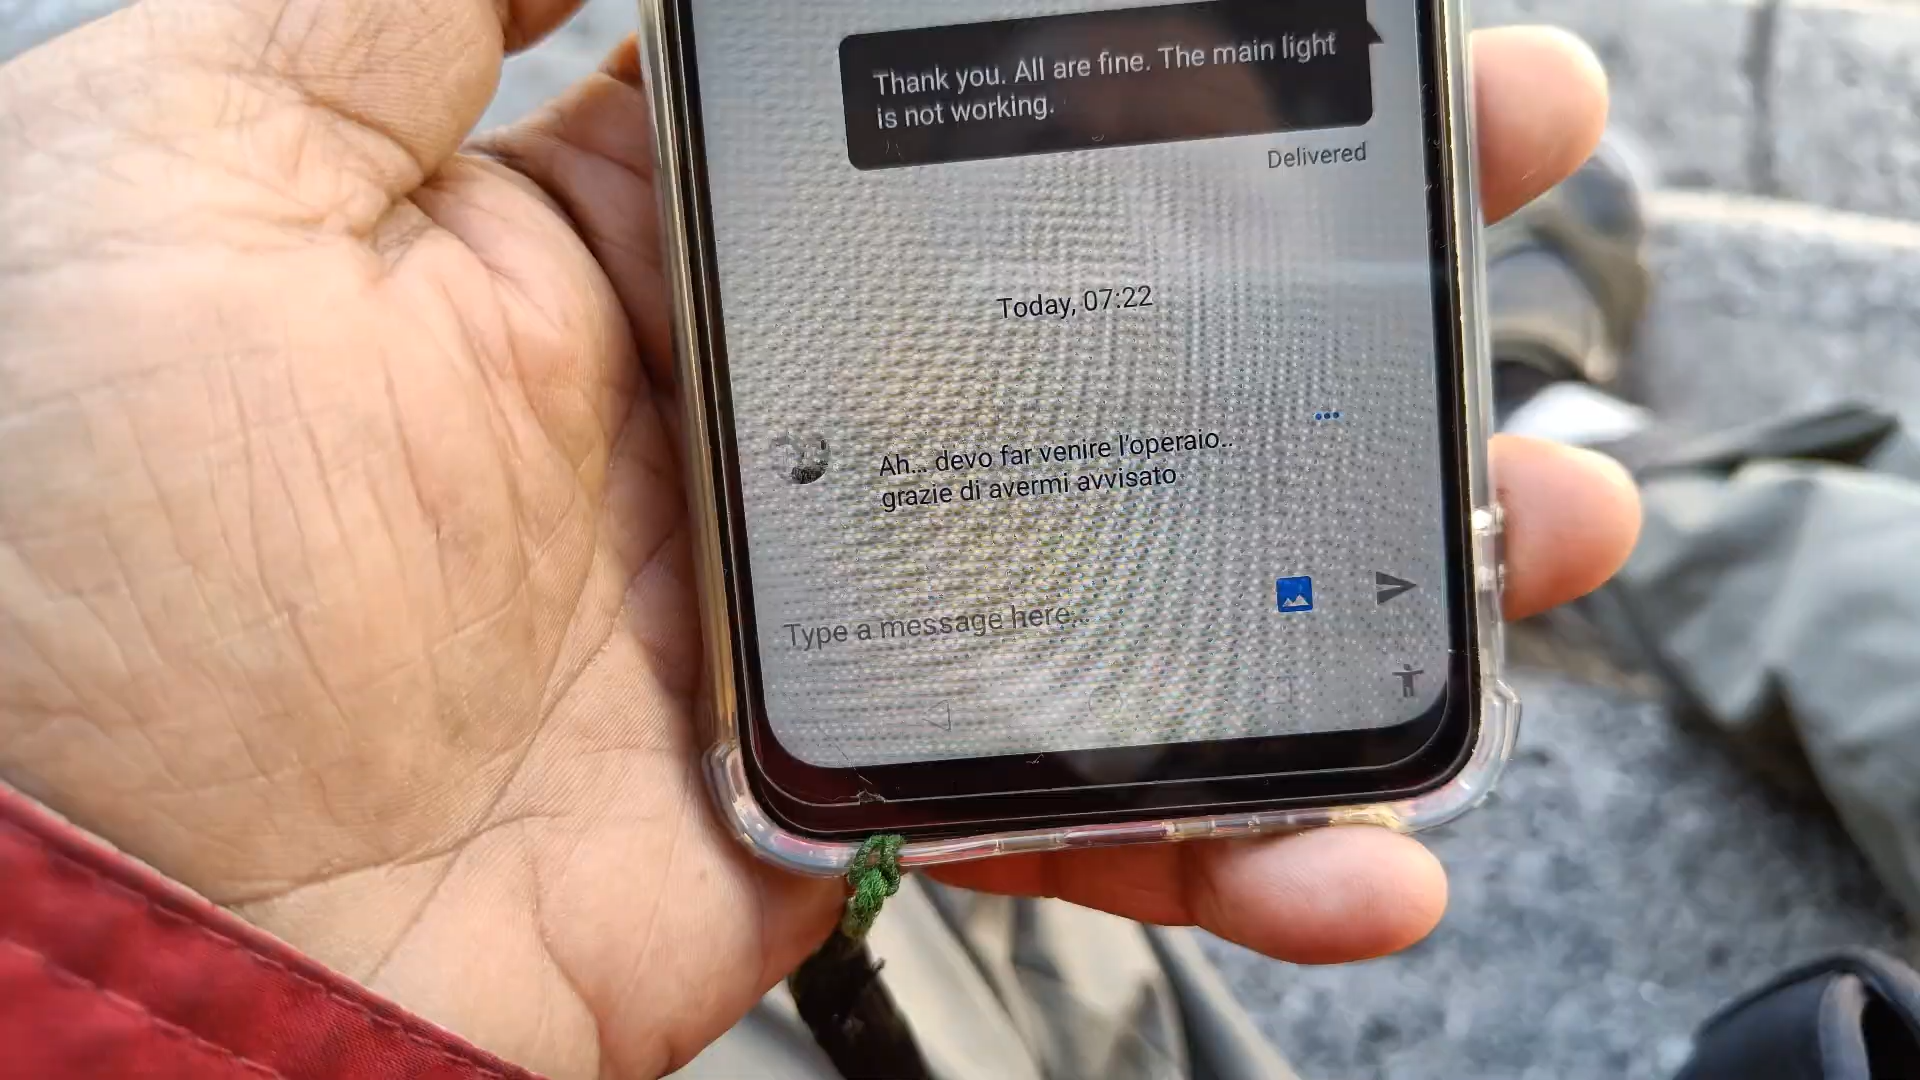 Thank you. All are fine. The main light
is not working.
Delivered
Today, 07:22
Ah... devo far venire l'operaio..
grazie di avermi avvisato
Type a message here...